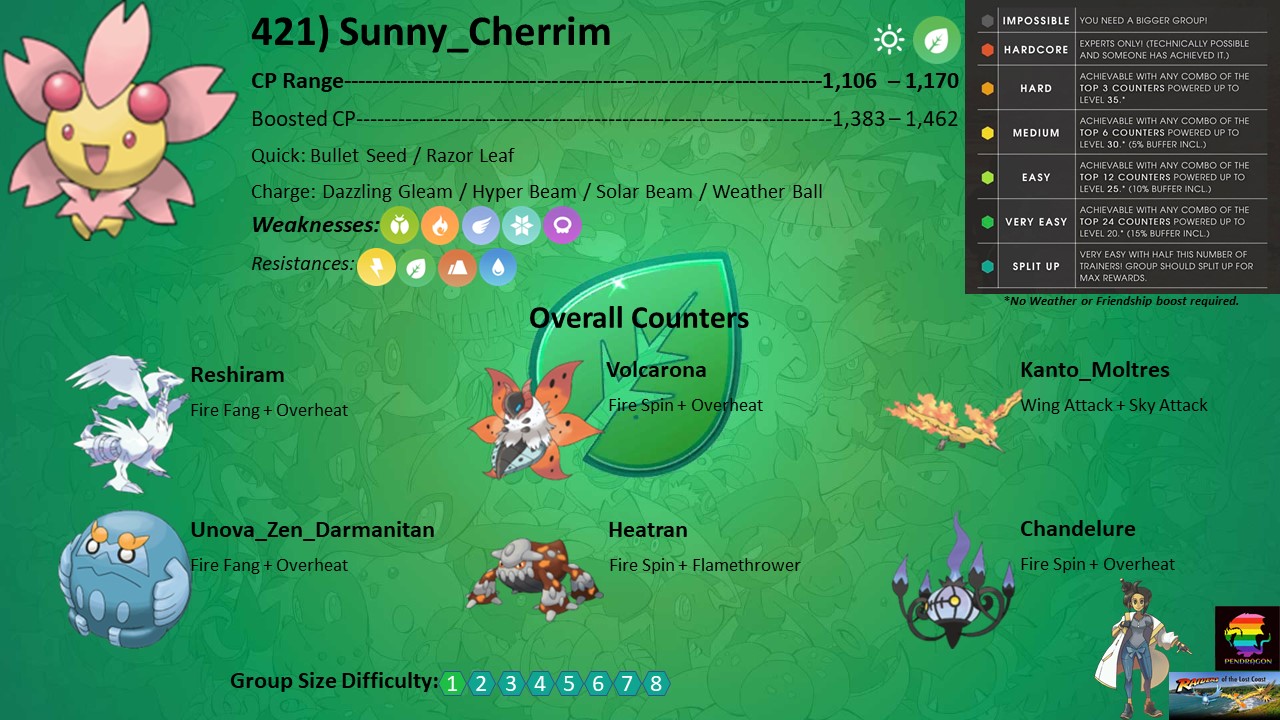 421) Sunny_Cherrim
CP Range------------------------------------------------------------------1,106 – 1,170
Boosted CP------------------------------------------------------------------1,383 – 1,462
Quick: Bullet Seed / Razor Leaf
Charge: Dazzling Gleam / Hyper Beam / Solar Beam / Weather Ball
Weaknesses:
Resistances:
IMPOSSIBLE YOU NEED A BIGGER GROUP!
HARDCORE EXPERTS ONLY! (TECHNICALLY POSSIBLE
AND SOMEONE HAS ACHIEVED IT.)
HARD ACHIEVABLE WITH ANY COMBO OF THE
TOP 3 COUNTERS POWERED UP TO
LEVEL 35.*
MEDIUM ACHIEVABLE WITH ANY COMBO OF THE
TOP 6 COUNTERS POWERED UP TO
LEVEL 30.* (5% BUFFER INCL.)
EASY ACHIEVABLE WITH ANY COMBO OF THE
TOP 12 COUNTERS POWERED UP TO
LEVEL 25.* (10% BUFFER INCL.)
VERY EASY ACHIEVABLE WITH ANY COMBO OF THE
TOP 24 COUNTERS POWERED UP TO
LEVEL 20.* (15% BUFFER INCL.)
SPLIT UP VERY EASY WITH HALF THIS NUMBER OF
TRAINERS! GROUP SHOULD SPLIT UP FOR
MAX REWARDS.
*No Weather or Friendship boost required.
Overall Counters
Reshiram
Fire Fang + Overheat
Volcarona
Fire Spin + Overheat
Kanto_Moltres
Wing Attack + Sky Attack
Unova_Zen_Darmanitan
Fire Fang + Overheat
Heatran
Fire Spin + Flamethrower
Chandelure
Fire Spin + Overheat
Group Size Difficulty: 1 2 3 4 5 6 7 8
PENDRAGON
RAIDERS of the Lost Coast